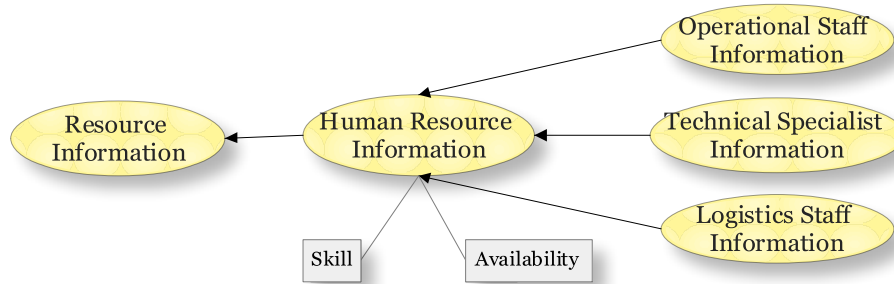 Resource
Information
Human Resource
Information
Operational Staff
Information
Technical Specialist
Information
Logistics Staff
Information
Skill
Availability